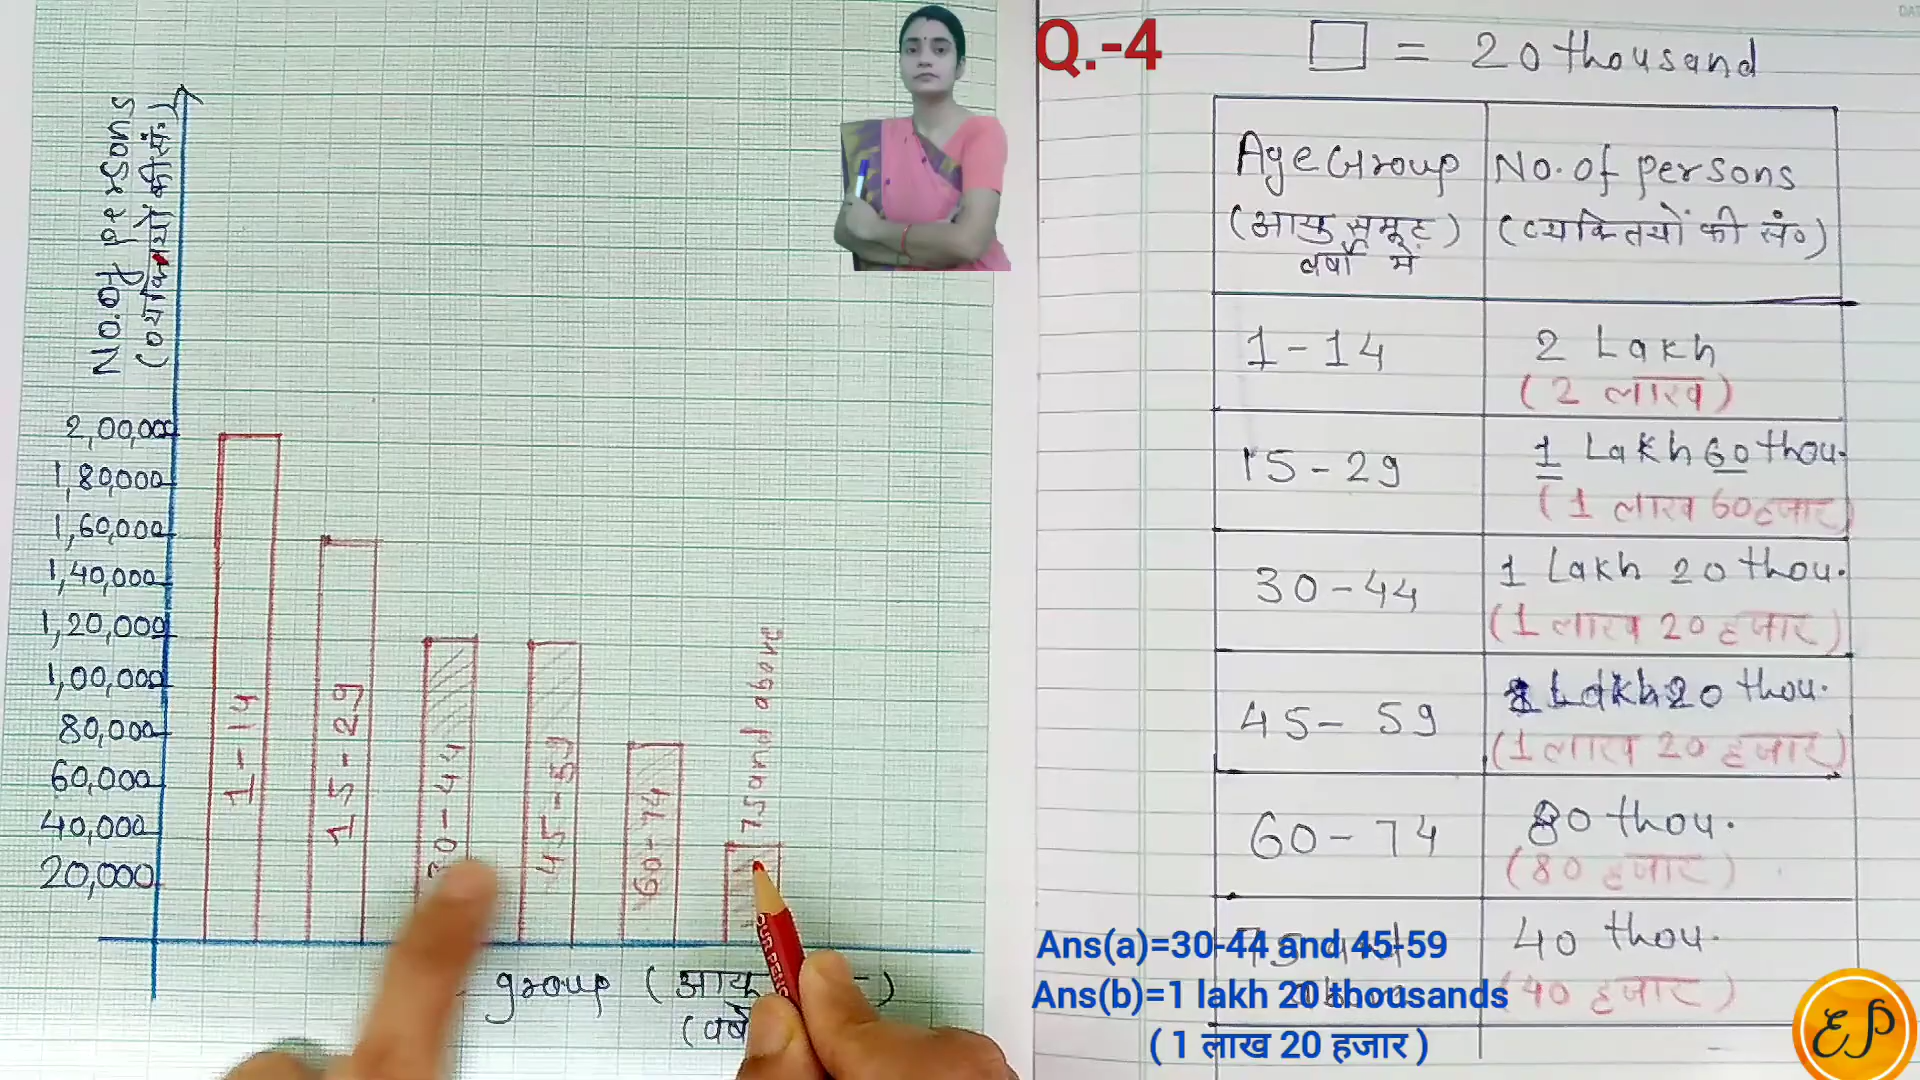 Q.-4
= 20 thousand
Age Group
(आयु समूह)
वर्षों में
No. of persons
(व्यक्तियों की सं०)
1-14
2 Lakh
(2 लाख)
15-29
1 Lakh 60 thou.
(1 लाख 60 हजार)
30-44
1 Lakh 20 thou.
(1 लाख 20 हजार)
45-59
1 Lakh 20 thou.
(1 लाख 20 हजार)
60-74
80 thou.
(80 हजार)
40 thou.
(40 हजार)
Ans(a)=30-44 and 45-59
Ans(b)=1 lakh 20 thousands
( 1 लाख 20 हजार )
EP
No. of persons
(व्यक्तियों की सं.)
2,00,000
1,80,000
1,60,000
1,40,000
1,20,000
1,00,000
80,000
60,000
40,000
20,000
1-14
15-29
30-44
45-59
60-74
75 and above
group (आयु